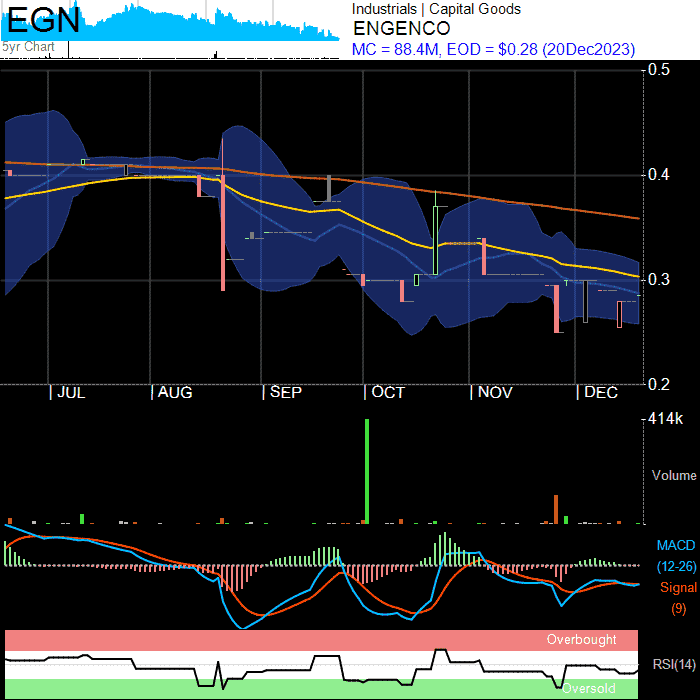 EGN
5yr Chart
Industrials | Capital Goods
ENGENCO
MC = 88.4M, EOD = $0.28 (20Dec2023)
0.5
0.4
0.3
0.2
JUL
AUG
SEP
OCT
NOV
DEC
414k
Volume
MACD
(12-26)
Signal
(9)
Overbought
RSI(14)
Oversold